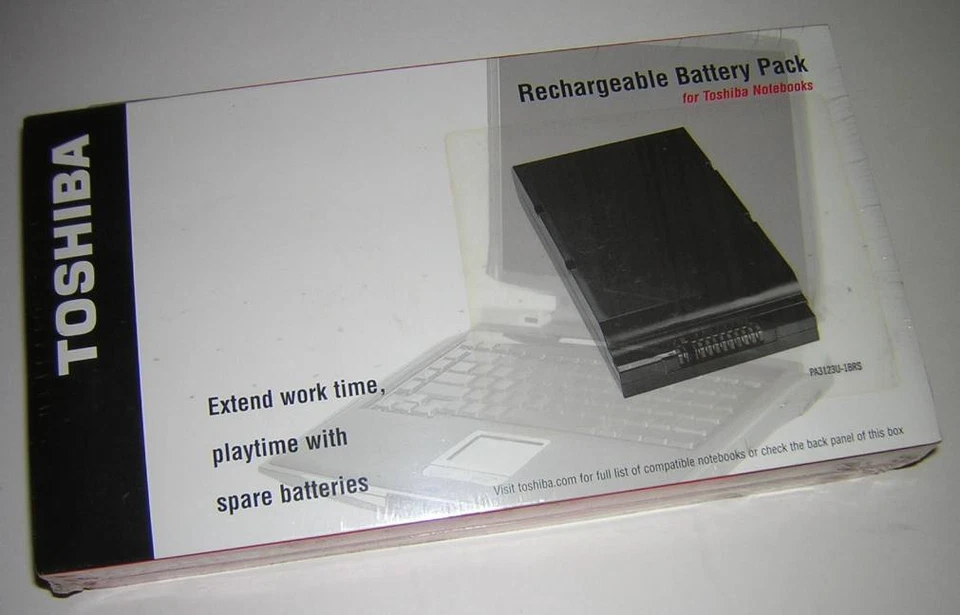 TOSHIBA
Rechargeable Battery Pack
for Toshiba Notebooks
PA3123U-1BRS
Extend work time,
playtime with
spare batteries
Visit toshiba.com for full list of compatible notebooks or check the back panel of this box